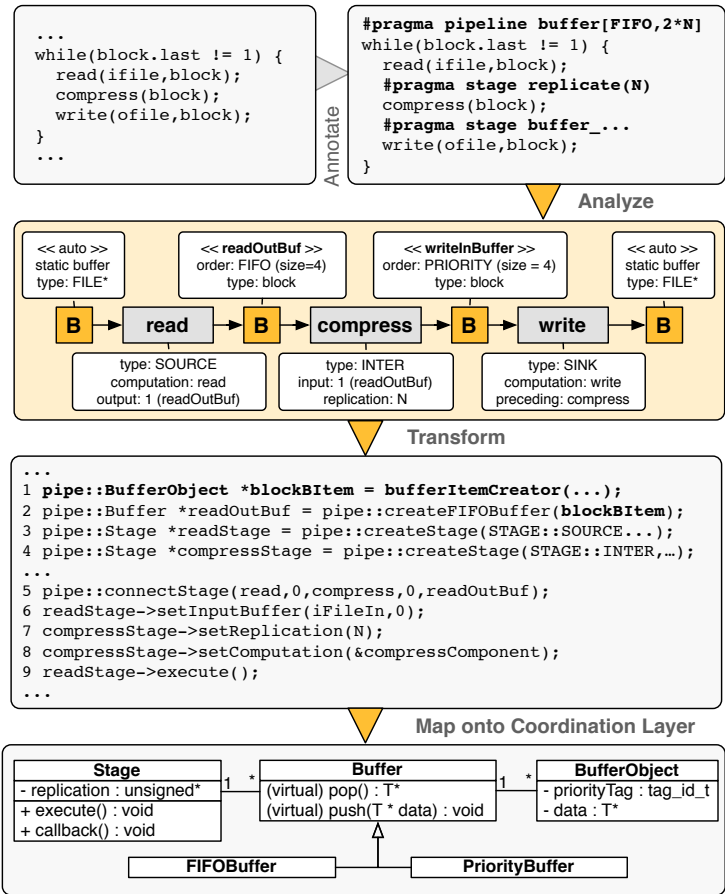 ...
while(block.last != 1) {
read(ifile,block);
compress(block);
write(ofile,block);
}
...
Annotate
#pragma pipeline buffer[FIFO,2*N]
while(block.last != 1) {
read(ifile,block);
#pragma stage replicate(N)
compress(block);
#pragma stage buffer_...
write(ofile,block);
}
Analyze
<< auto >>
static buffer
type: FILE*
<< readOutBuf >>
order: FIFO (size=4)
type: block
<< writeInBuffer >>
order: PRIORITY (size = 4)
type: block
<< auto >>
static buffer
type: FILE*
B
read
B
compress
B
write
B
type: SOURCE
computation: read
output: 1 (readOutBuf)
type: INTER
input: 1 (readOutBuf)
replication: N
type: SINK
computation: write
preceding: compress
Transform
...
1 pipe::BufferObject *blockBItem = bufferItemCreator(...);
2 pipe::Buffer *readOutBuf = pipe::createFIFOBuffer(blockBItem);
3 pipe::Stage *readStage = pipe::createStage(STAGE::SOURCE...);
4 pipe::Stage *compressStage = pipe::createStage(STAGE::INTER,…);
...
5 pipe::connectStage(read,0,compress,0,readOutBuf);
6 readStage->setInputBuffer(iFileIn,0);
7 compressStage->setReplication(N);
8 compressStage->setComputation(&compressComponent);
9 readStage->execute();
...
Map onto Coordination Layer
Stage
- replication : unsigned*
+ execute() : void
+ callback() : void
1
*
Buffer
(virtual) pop() : T*
(virtual) push(T * data) : void
1
*
BufferObject
- priorityTag : tag_id_t
- data : T*
FIFOBuffer
PriorityBuffer